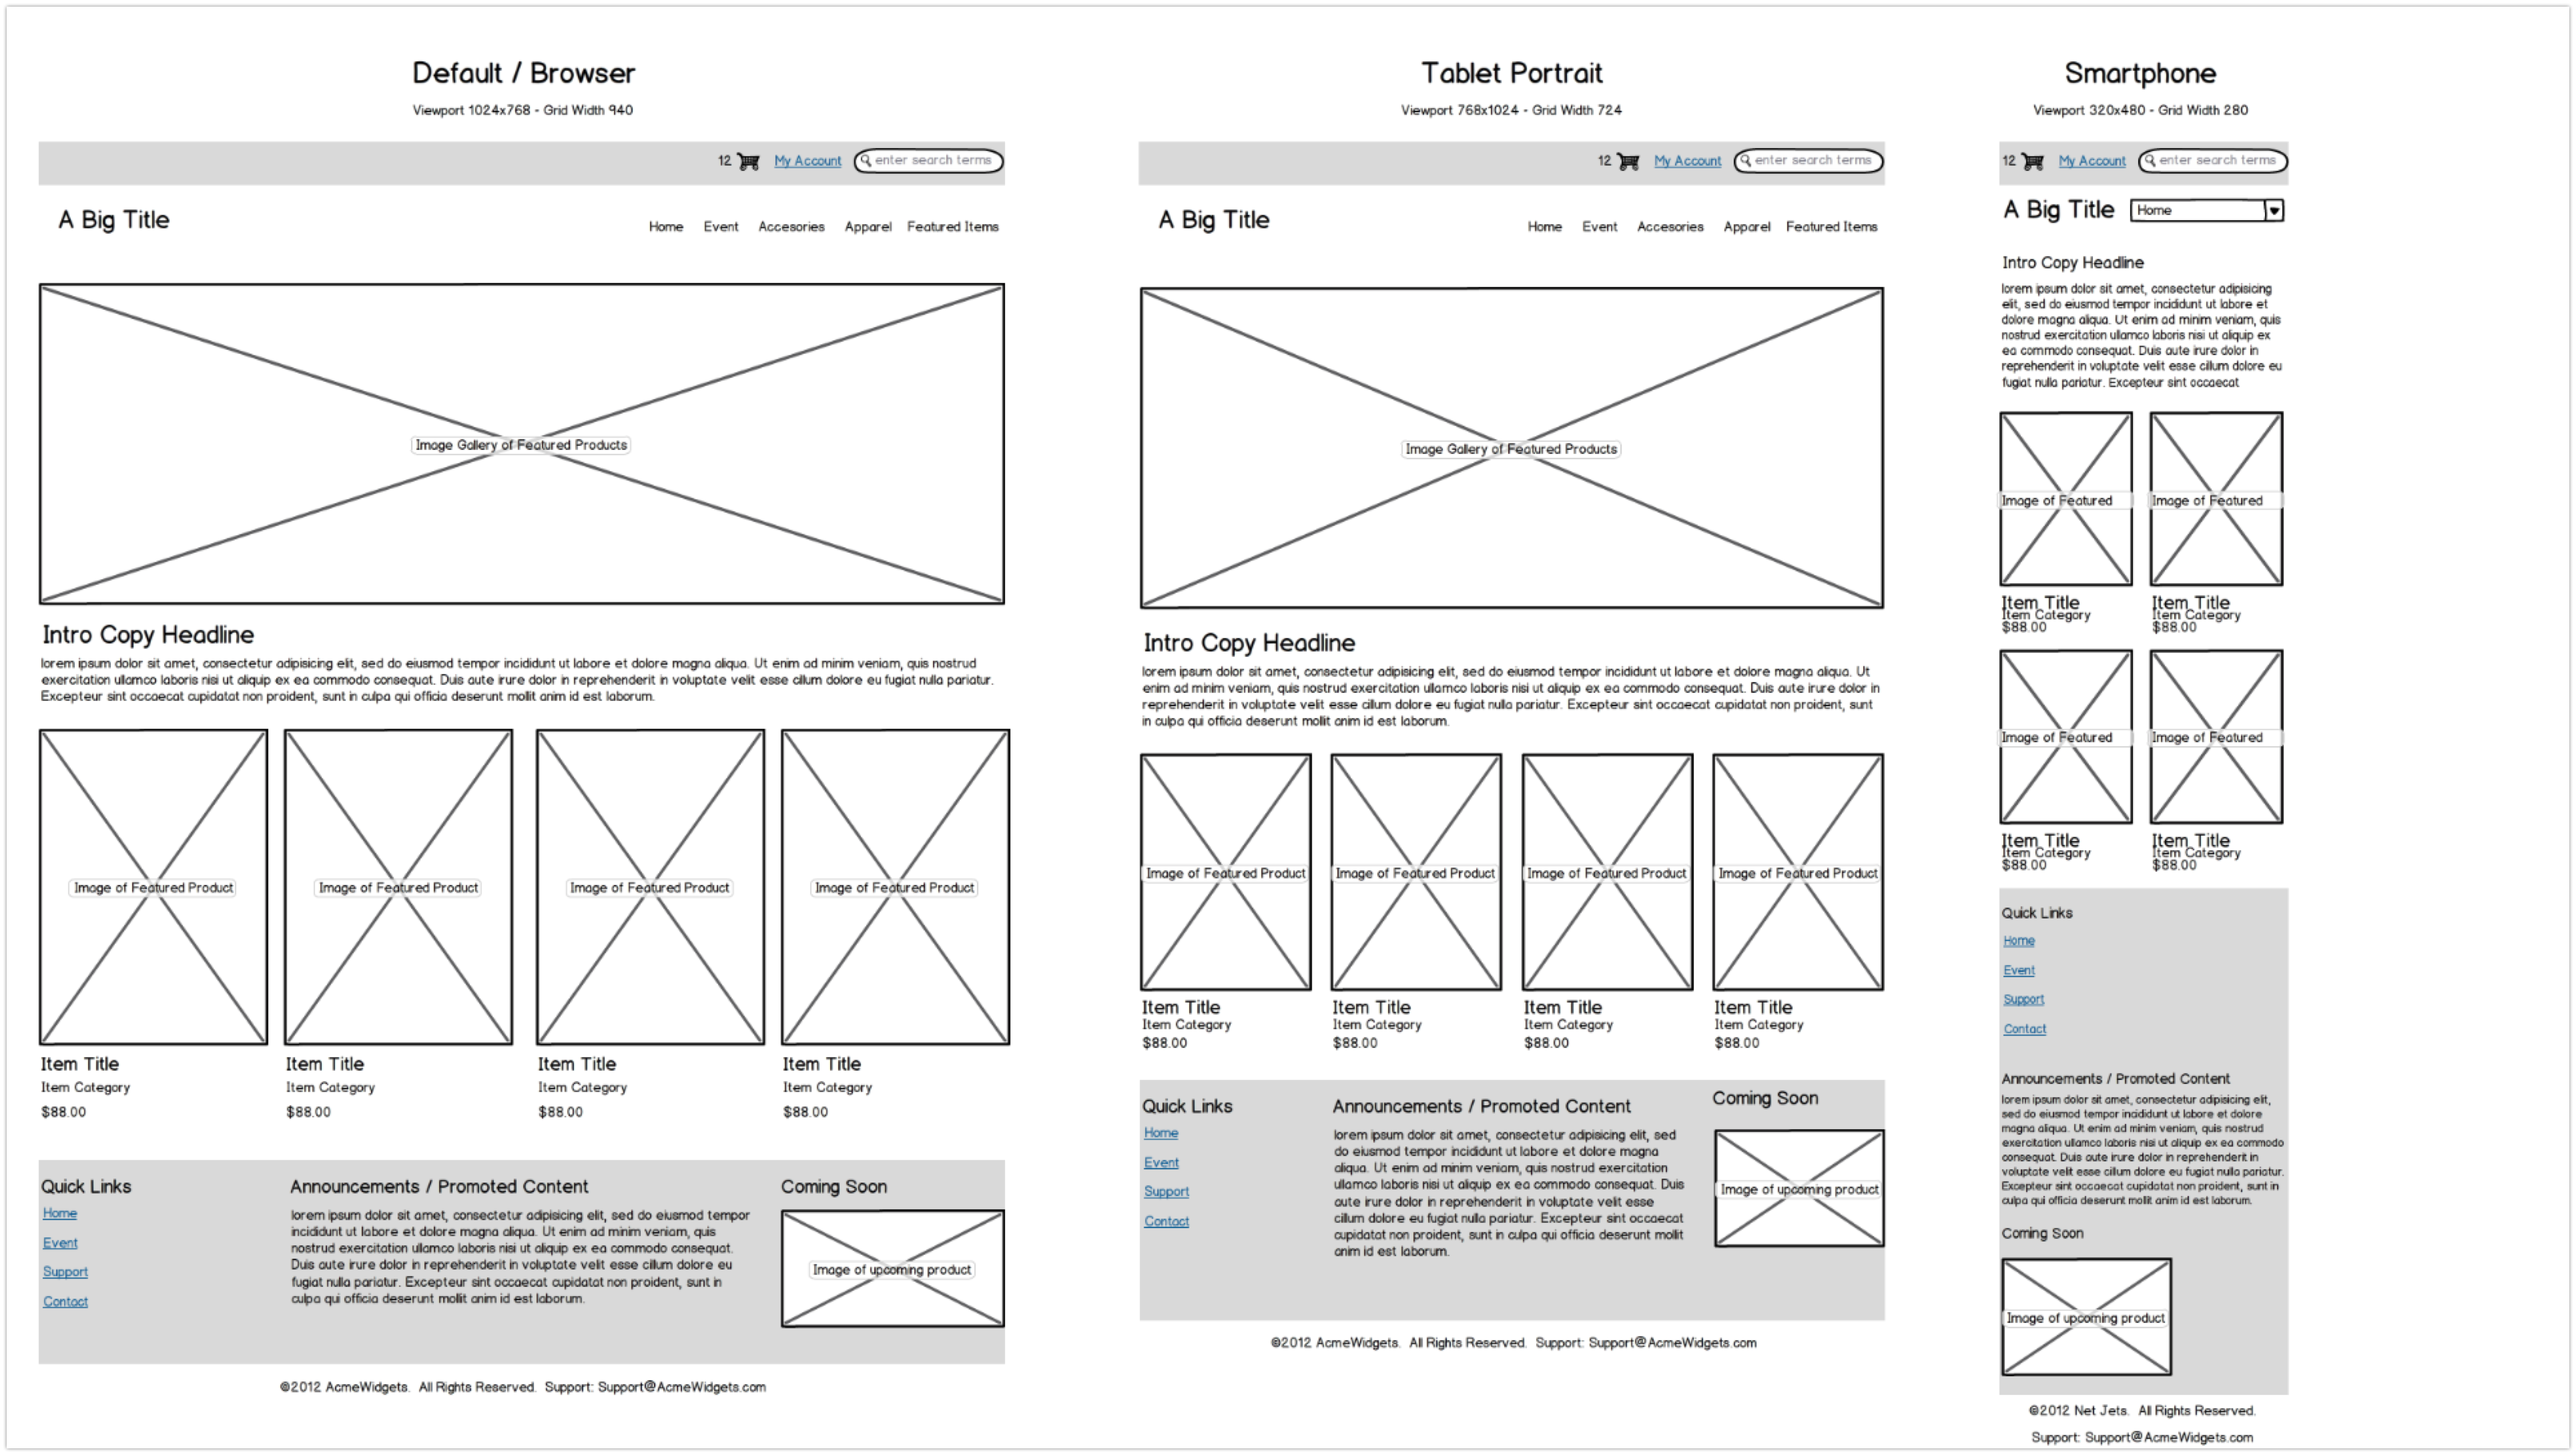 Default / Browser
Viewport 1024x768 - Grid Width 940
12 My Account enter search terms
A Big Title
Home Event Accesories Apparel Featured Items
Image Gallery of Featured Products
Intro Copy Headline
lorem ipsum dolor sit amet, consectetur adipisicing elit, sed do eiusmod tempor incididunt ut labore et dolore magna aliqua. Ut enim ad minim veniam, quis nostrud
exercitation ullamco laboris nisi ut aliquip ex ea commodo consequat. Duis aute irure dolor in reprehenderit in voluptate velit esse cillum dolore eu fugiat nulla pariatur.
Excepteur sint occaecat cupidatat non proident, sunt in culpa qui officia deserunt mollit anim id est laborum.
Image of Featured Product Image of Featured Product Image of Featured Product Image of Featured Product
Item Title Item Title Item Title Item Title
Item Category Item Category Item Category Item Category
$88.00 $88.00 $88.00 $88.00
Quick Links
Home
Event
Support
Contact
Announcements / Promoted Content
lorem ipsum dolor sit amet, consectetur adipisicing elit, sed do eiusmod tempor
incididunt ut labore et dolore magna aliqua. Ut enim ad minim veniam, quis
nostrud exercitation ullamco laboris nisi ut aliquip ex ea commodo consequat.
Duis aute irure dolor in reprehenderit in voluptate velit esse cillum dolore eu
fugiat nulla pariatur. Excepteur sint occaecat cupidatat non proident, sunt in
culpa qui officia deserunt mollit anim id est laborum.
Coming Soon
Image of upcoming product
©2012 AcmeWidgets. All Rights Reserved. Support: Support@AcmeWidgets.com
Tablet Portrait
Viewport 768x1024 - Grid Width 724
12 My Account enter search terms
A Big Title
Home Event Accesories Apparel Featured Items
Image Gallery of Featured Products
Intro Copy Headline
lorem ipsum dolor sit amet, consectetur adipisicing elit, sed do eiusmod tempor incididunt ut labore et dolore magna aliqua. Ut
enim ad minim veniam, quis nostrud exercitation ullamco laboris nisi ut aliquip ex ea commodo consequat. Duis aute irure dolor in
reprehenderit in voluptate velit esse cillum dolore eu fugiat nulla pariatur. Excepteur sint occaecat cupidatat non proident, sunt
in culpa qui officia deserunt mollit anim id est laborum.
Image of Featured Product Image of Featured Product Image of Featured Product Image of Featured Product
Item Title Item Title Item Title Item Title
Item Category Item Category Item Category Item Category
$88.00 $88.00 $88.00 $88.00
Quick Links
Home
Event
Support
Contact
Announcements / Promoted Content
lorem ipsum dolor sit amet, consectetur adipisicing elit, sed
do eiusmod tempor incididunt ut labore et dolore magna
aliqua. Ut enim ad minim veniam, quis nostrud exercitation
ullamco laboris nisi ut aliquip ex ea commodo consequat. Duis
aute irure dolor in reprehenderit in voluptate velit esse
cillum dolore eu fugiat nulla pariatur. Excepteur sint occaecat
cupidatat non proident, sunt in culpa qui officia deserunt mollit
anim id est laborum.
Coming Soon
Image of upcoming product
©2012 AcmeWidgets. All Rights Reserved. Support: Support@AcmeWidgets.com
Smartphone
Viewport 320x480 - Grid Width 280
12 My Account enter search terms
A Big Title Home
Intro Copy Headline
lorem ipsum dolor sit amet, consectetur adipisicing
elit, sed do eiusmod tempor incididunt ut labore et
dolore magna aliqua. Ut enim ad minim veniam, quis
nostrud exercitation ullamco laboris nisi ut aliquip ex
ea commodo consequat. Duis aute irure dolor in
reprehenderit in voluptate velit esse cillum dolore eu
fugiat nulla pariatur. Excepteur sint occaecat
Image of Featured Image of Featured
Item Title Item Title
Item Category Item Category
$88.00 $88.00
Image of Featured Image of Featured
Item Title Item Title
Item Category Item Category
$88.00 $88.00
Quick Links
Home
Event
Support
Contact
Announcements / Promoted Content
lorem ipsum dolor sit amet, consectetur adipisicing elit,
sed do eiusmod tempor incididunt ut labore et dolore
magna aliqua. Ut enim ad minim veniam, quis nostrud
exercitation ullamco laboris nisi ut aliquip ex ea commodo
consequat. Duis aute irure dolor in reprehenderit in
voluptate velit esse cillum dolore eu fugiat nulla pariatur.
Excepteur sint occaecat cupidatat non proident, sunt in
culpa qui officia deserunt mollit anim id est laborum.
Coming Soon
Image of upcoming product
©2012 Net Jets. All Rights Reserved.
Support: Support@AcmeWidgets.com